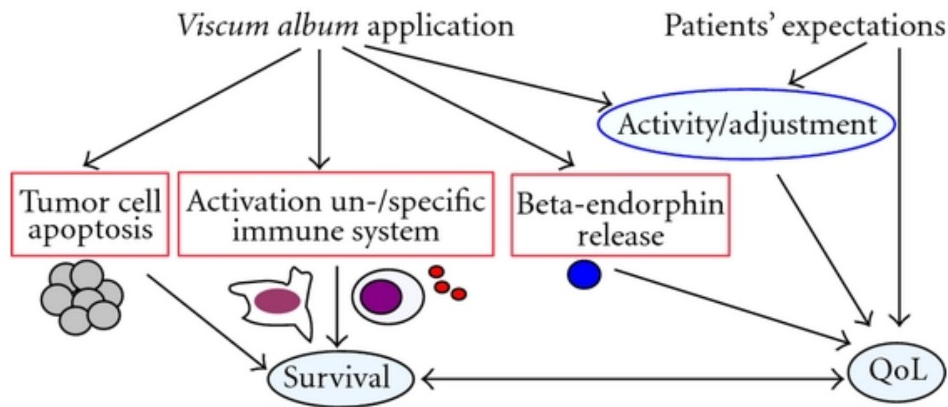 Viscum album application
Patients' expectations
Activity/adjustment
Tumor cell
apoptosis
Activation un-/specific
immune system
Beta-endorphin
release
Survival
QoL